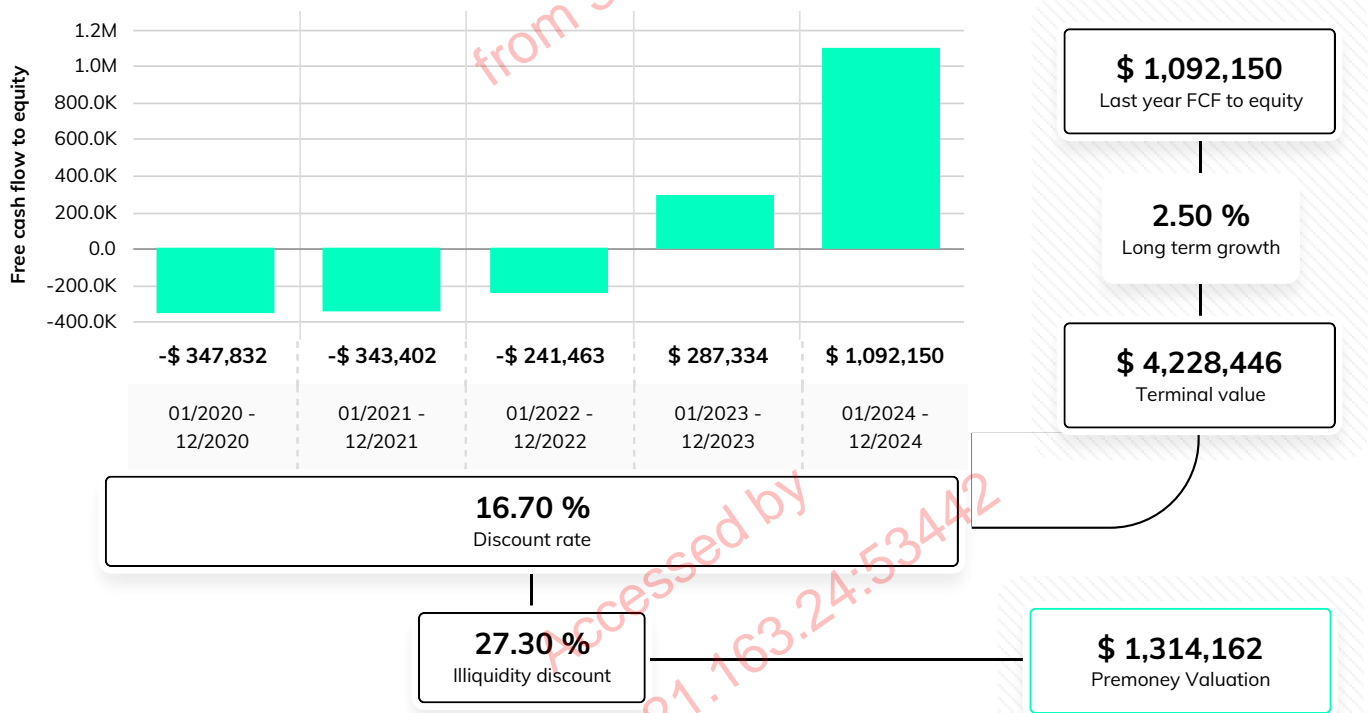 Free cash flow to equity
1.2M
1.0M
800.0K
600.0K
400.0K
200.0K
0.0
-200.0K
-400.0K
-$ 347,832
-$ 343,402
-$ 241,463
$ 287,334
$ 1,092,150
01/2020 -
12/2020
01/2021 -
12/2021
01/2022 -
12/2022
01/2023 -
12/2023
01/2024 -
12/2024
16.70 %
Discount rate
27.30 %
Illiquidity discount
$ 1,092,150
Last year FCF to equity
2.50 %
Long term growth
$ 4,228,446
Terminal value
$ 1,314,162
Premoney Valuation
from
Accessed by